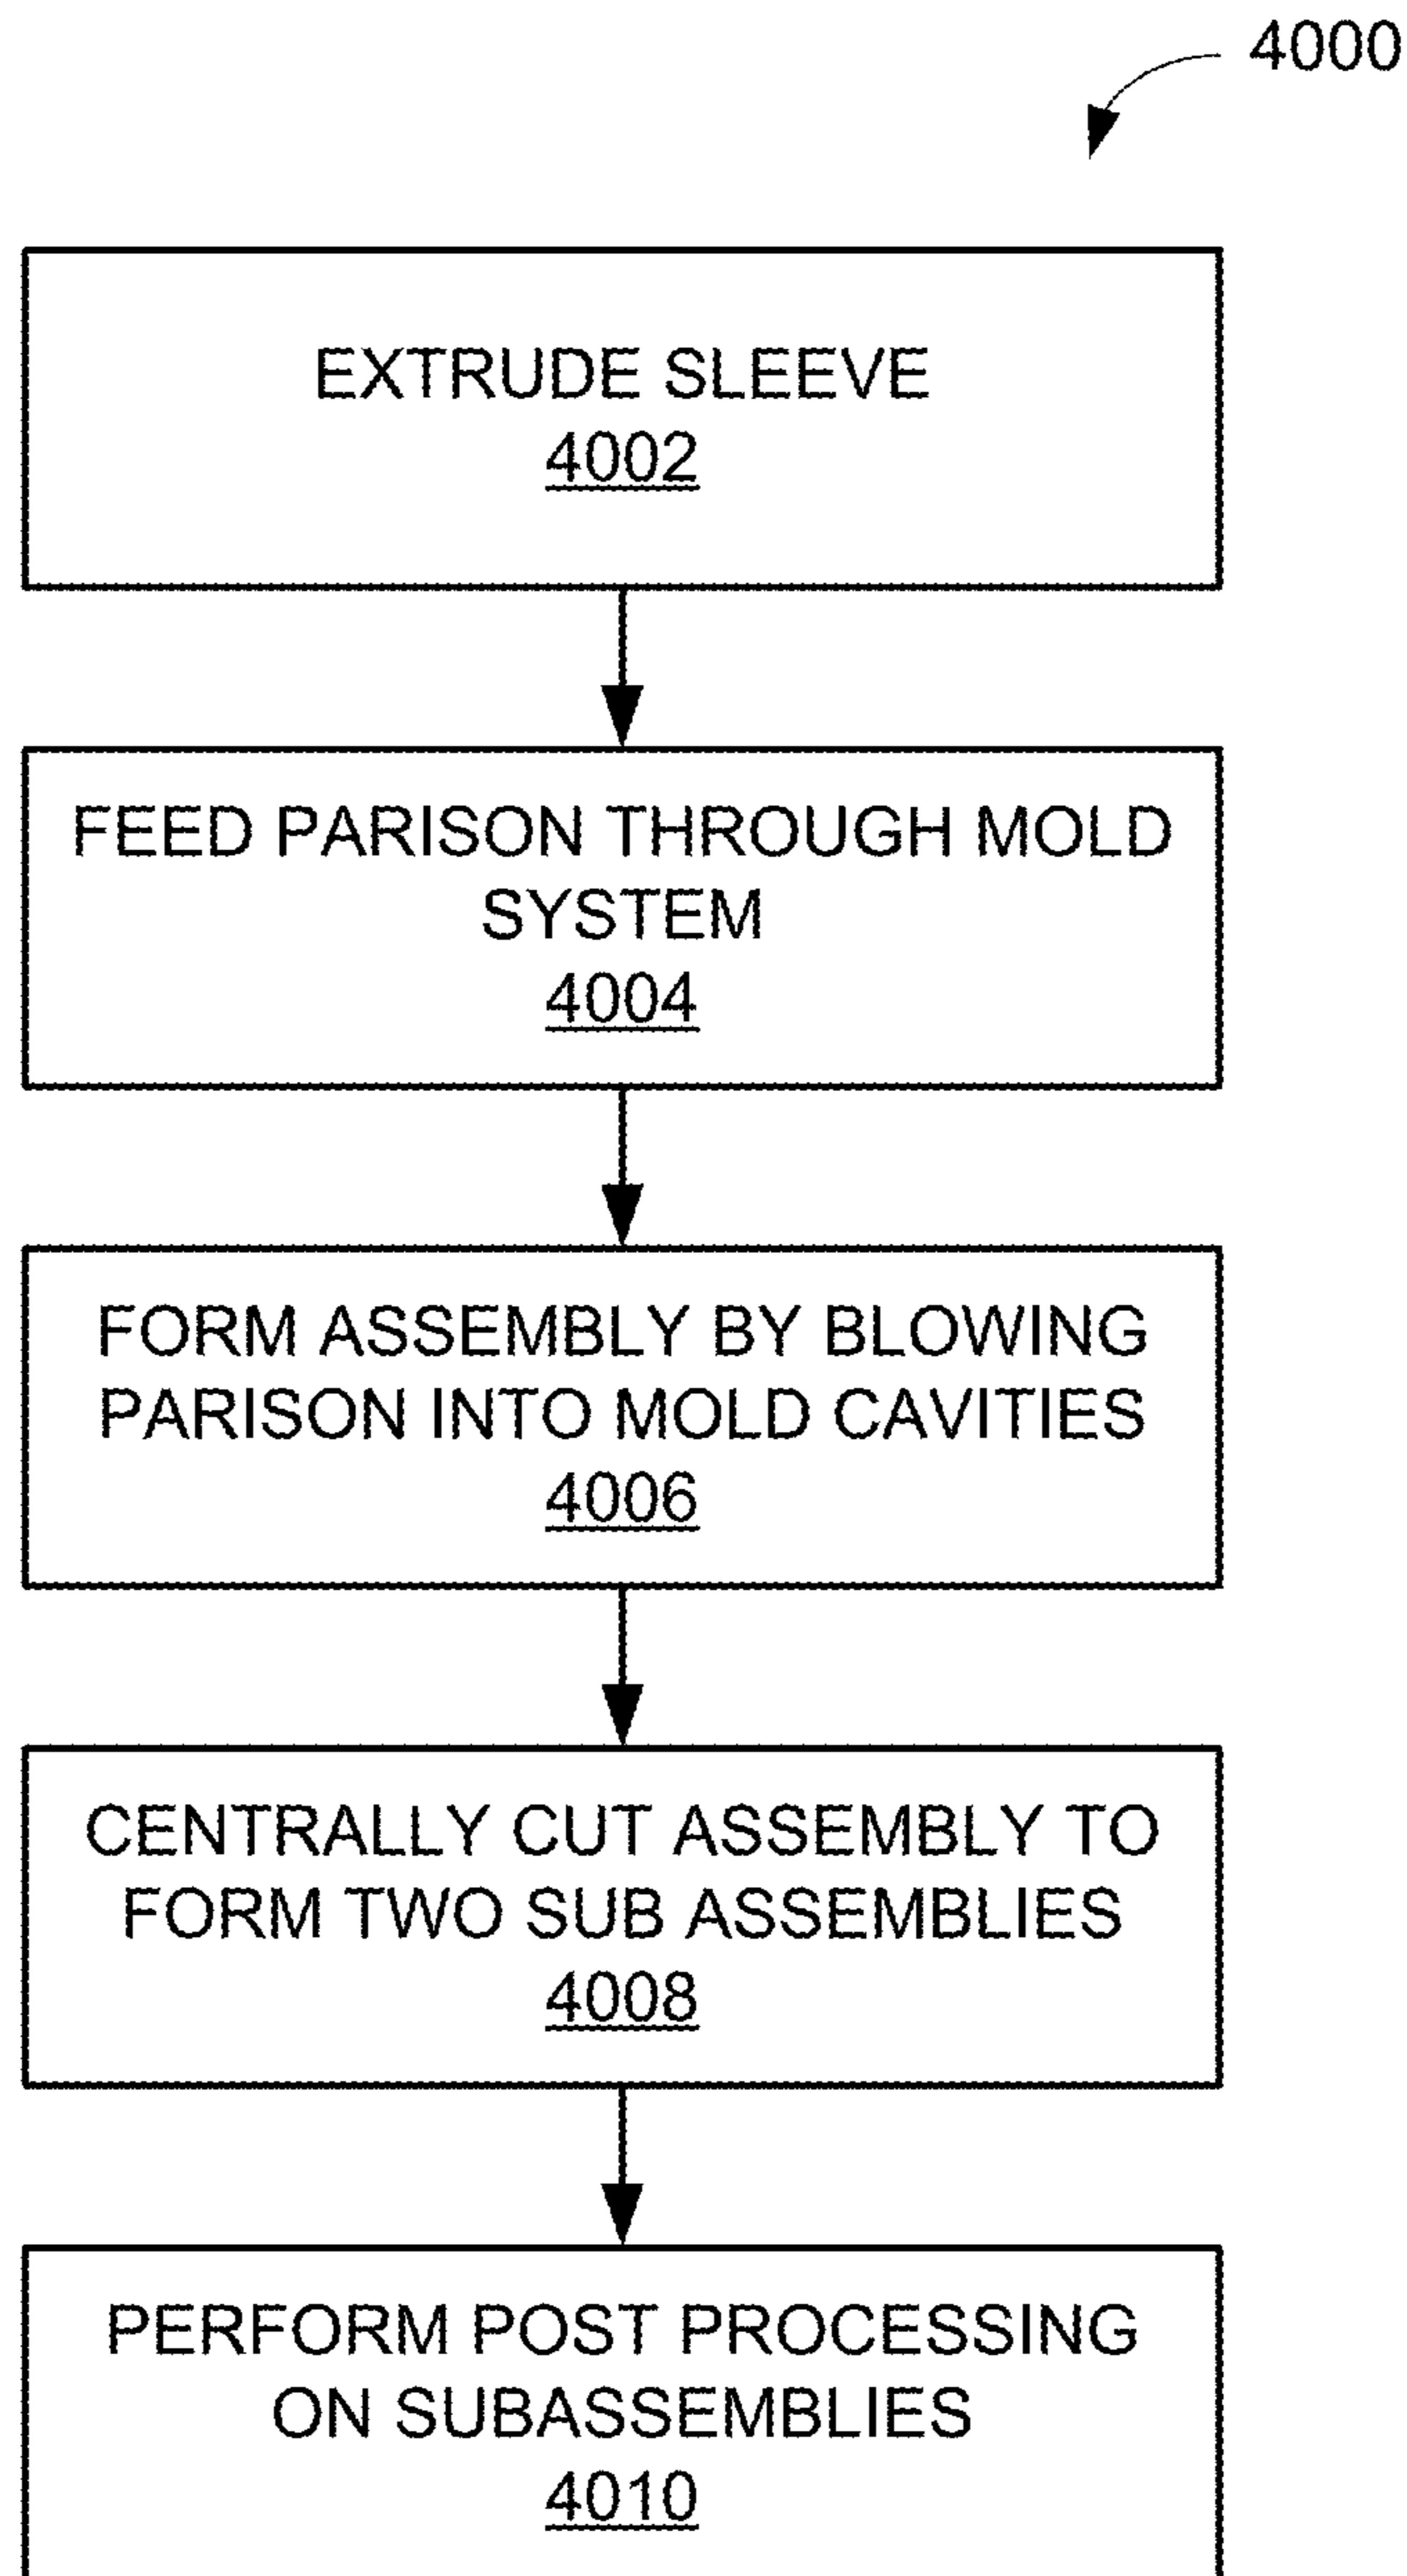 4000
EXTRUDE SLEEVE
4002
FEED PARISON THROUGH MOLD
SYSTEM
4004
FORM ASSEMBLY BY BLOWING
PARISON INTO MOLD CAVITIES
4006
CENTRALLY CUT ASSEMBLY TO
FORM TWO SUB ASSEMBLIES
4008
PERFORM POST PROCESSING
ON SUBASSEMBLIES
4010